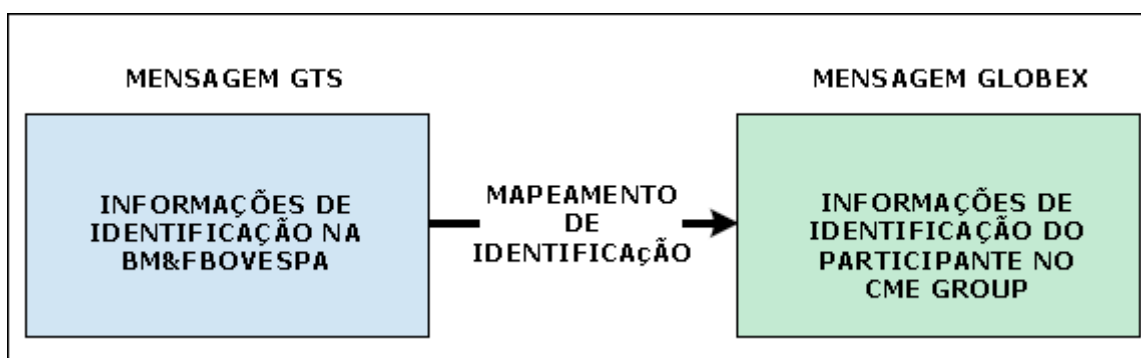 MENSAGEM GTS
INFORMAÇÕES DE
IDENTIFICAÇÃO NA
BM&FBOVESPA
MAPEAMENTO
DE
IDENTIFICAçÃO
MENSAGEM GLOBEX
INFORMAÇÕES DE
IDENTIFICAÇÃO DO
PARTICIPANTE NO
CME GROUP